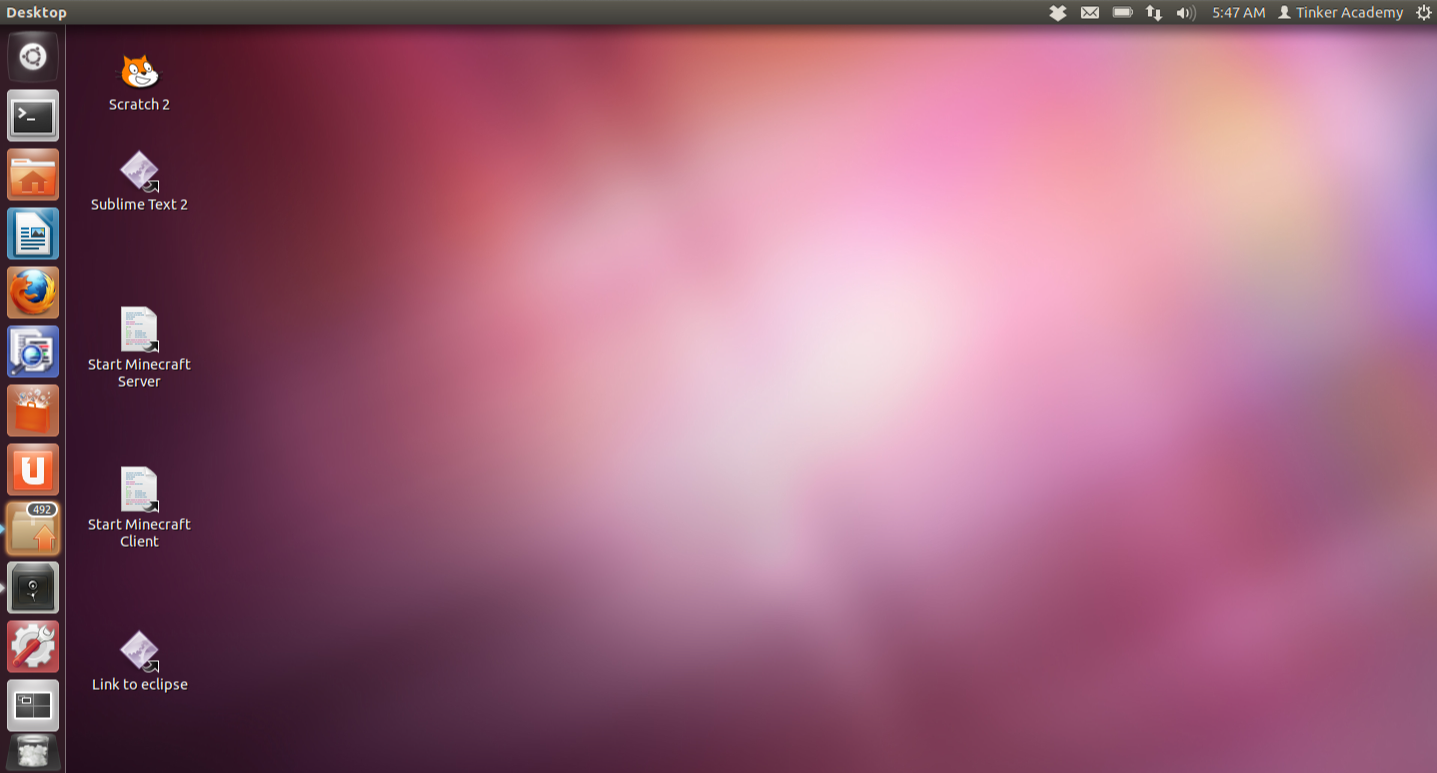 Desktop
5:47 AM
Tinker Academy
Scratch 2
Sublime Text 2
Start Minecraft
Server
Start Minecraft
Client
492
Link to eclipse